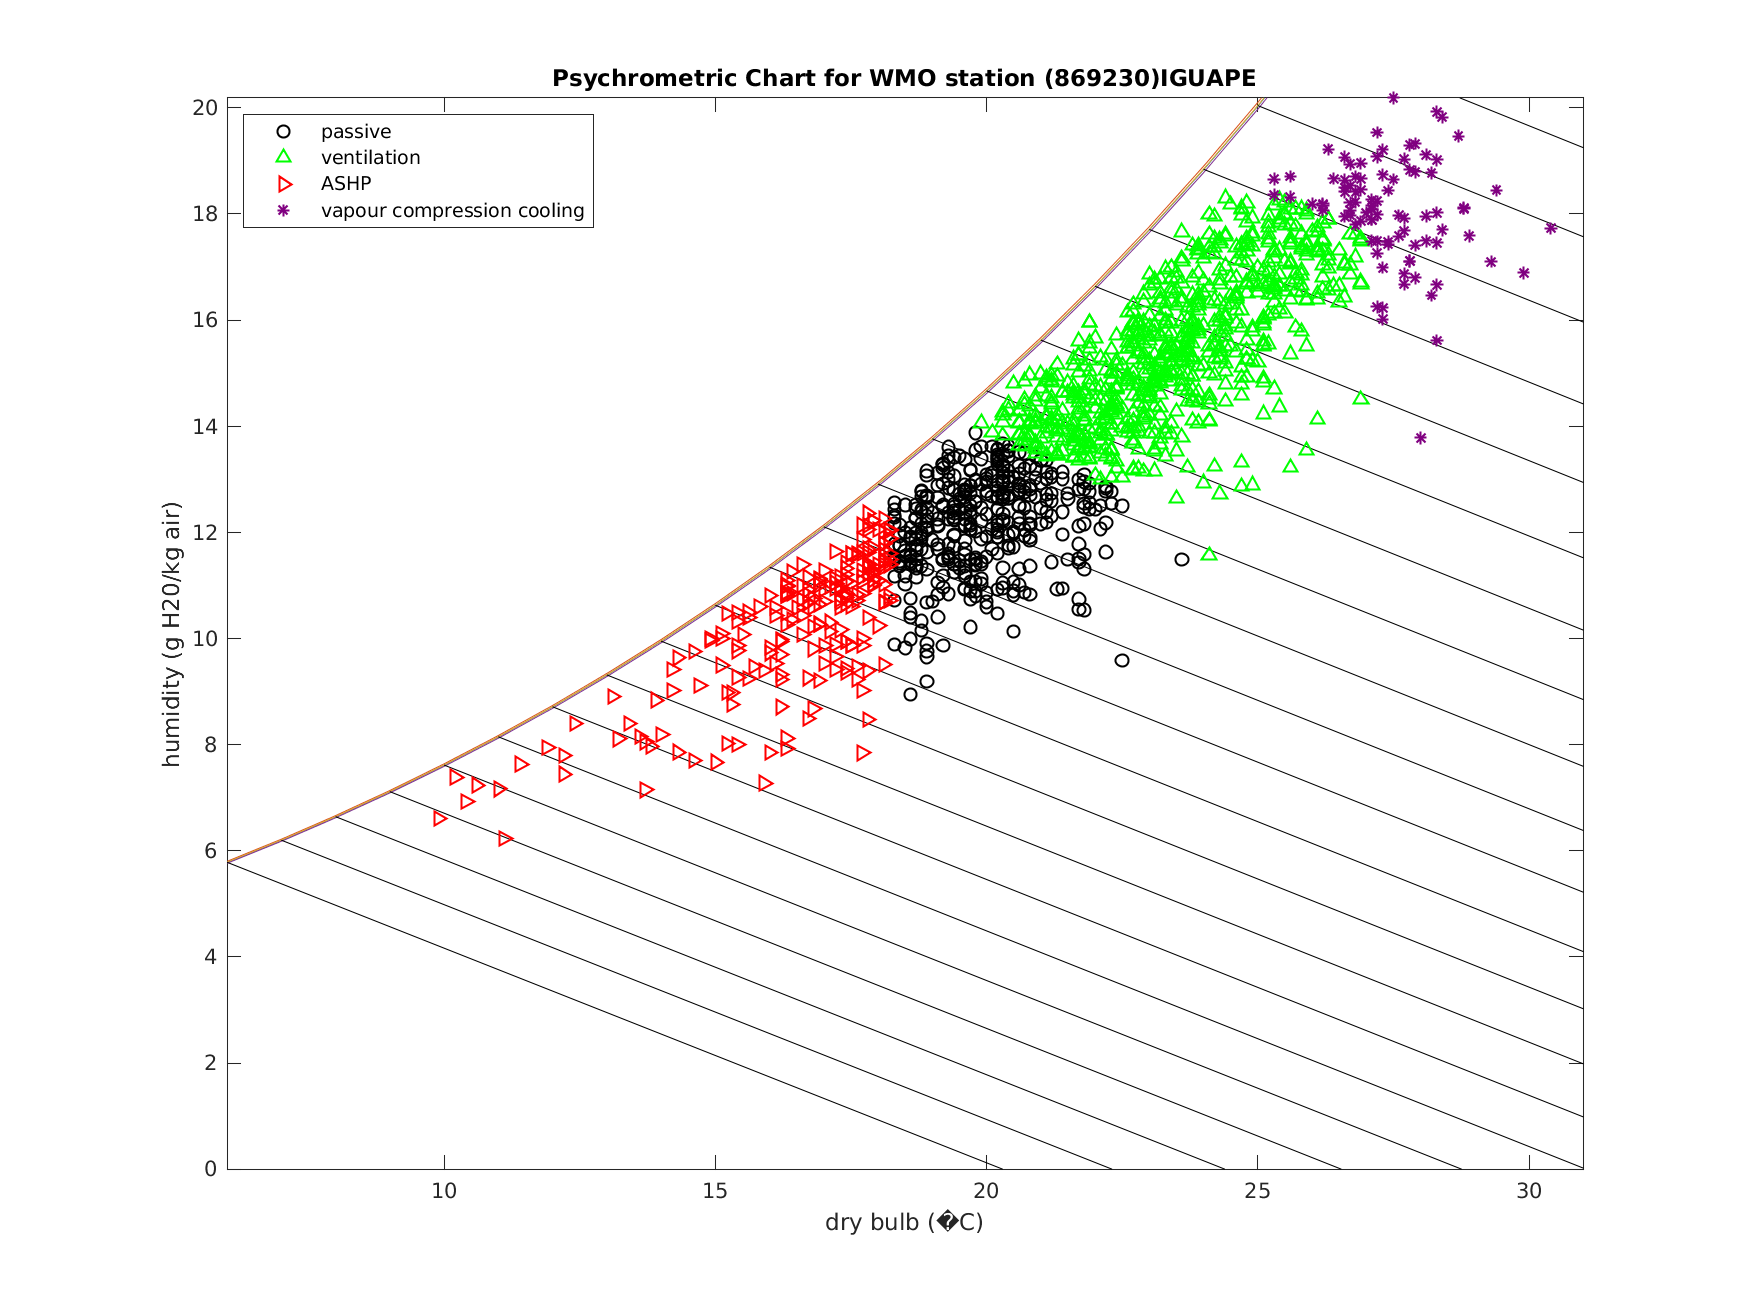 Psychrometric Chart for WMO station (869230)IGUAPE
passive
ventilation
ASHP
vapour compression cooling
humidity (g H20/kg air)
20
18
16
14
12
10
8
6
4
2
0
10 15 20 25 30
dry bulb (�C)